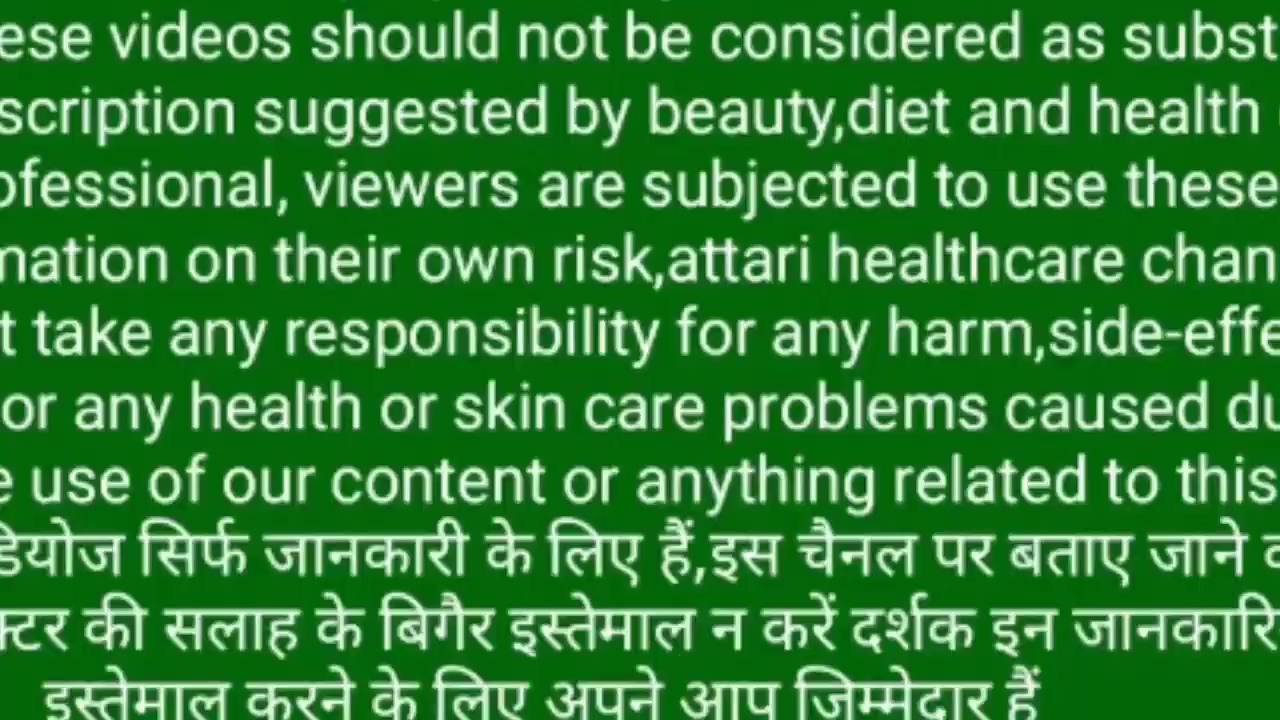 ese videos should not be considered as subst
scription suggested by beauty,diet and health
ofessional, viewers are subjected to use these
mation on their own risk,attari healthcare chan
t take any responsibility for any harm,side-effe
or any health or skin care problems caused du
e use of our content or anything related to this
डियोज सिर्फ जानकारी के लिए हैं,इस चैनल पर बताए जाने
क्टर की सलाह के बिगैर इस्तेमाल न करें दर्शक इन जानकारि
इस्तेमाल करने के लिए अपने आप जिम्मेदार हैं